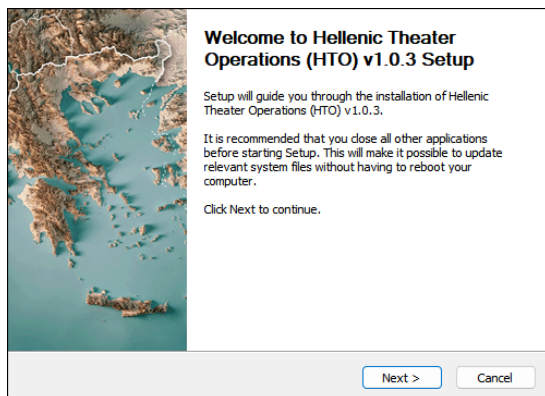 Welcome to Hellenic Theater
Operations (HTO) v1.0.3 Setup
Setup will guide you through the installation of Hellenic
Theater Operations (HTO) v1.0.3.
It is recommended that you close all other applications
before starting Setup. This will make it possible to update
relevant system files without having to reboot your
computer.
Click Next to continue.
Next >
Cancel